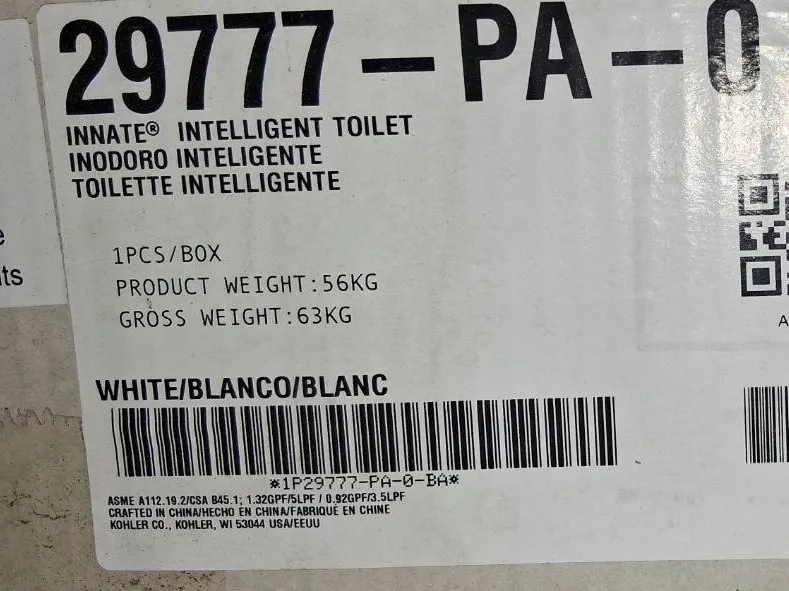 29777-PA-0
INNATE® INTELLIGENT TOILET
INODORO INTELIGENTE
TOILETTE INTELLIGENTE
1PCS/BOX
PRODUCT WEIGHT:56KG
GROSS WEIGHT:63KG
WHITE/BLANCO/BLANC
*1P29777-PA-0-BA*
ASME A112.19.2/CSA B45.1; 1.32GPF/5LPF / 0.92GPF/3.5LPF
CRAFTED IN CHINA/HECHO EN CHINA/FABRIQUÉ EN CHINE
KOHLER CO., KOHLER, WI 53044 USA/EEUU